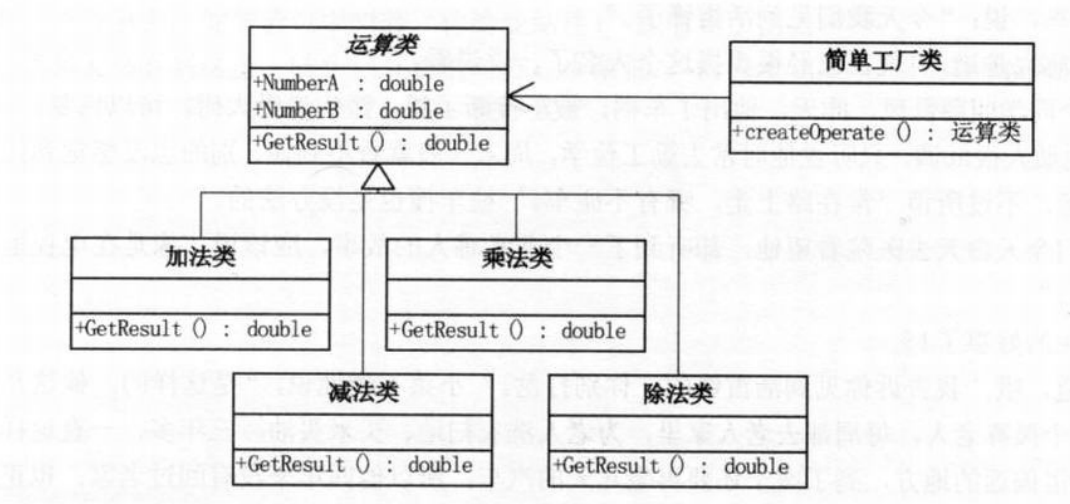 运算类
+NumberA : double
+NumberB : double
+GetResult () : double
简单工厂类
+createOperate () : 运算类
加法类
+GetResult () : double
乘法类
+GetResult () : double
减法类
+GetResult () : double
除法类
+GetResult () : double